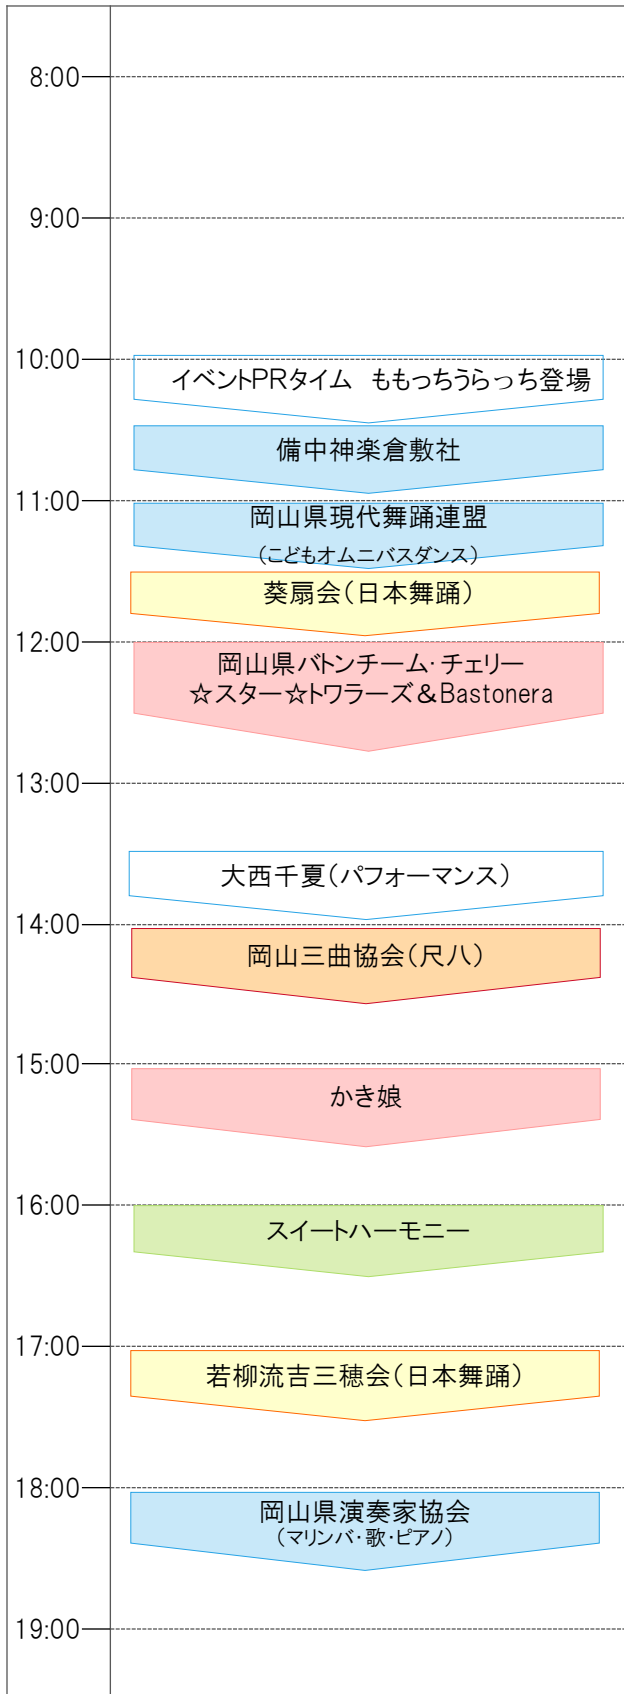 8:00
9:00
10:00
イベントPRタイム　ももっちうらっち登場
備中神楽倉敷社
11:00
岡山県現代舞踊連盟
（こどもオムニバスダンス）
葵扇会（日本舞踊）
12:00
岡山県バトンチーム・チェリー
☆スター☆トワラーズ＆Bastonera
13:00
大西千夏（パフォーマンス）
14:00
岡山三曲協会（尺八）
15:00
かき娘
16:00
スイートハーモニー
17:00
若柳流吉三穂会（日本舞踊）
18:00
岡山県演奏家協会
（マリンバ・歌・ピアノ）
19:00